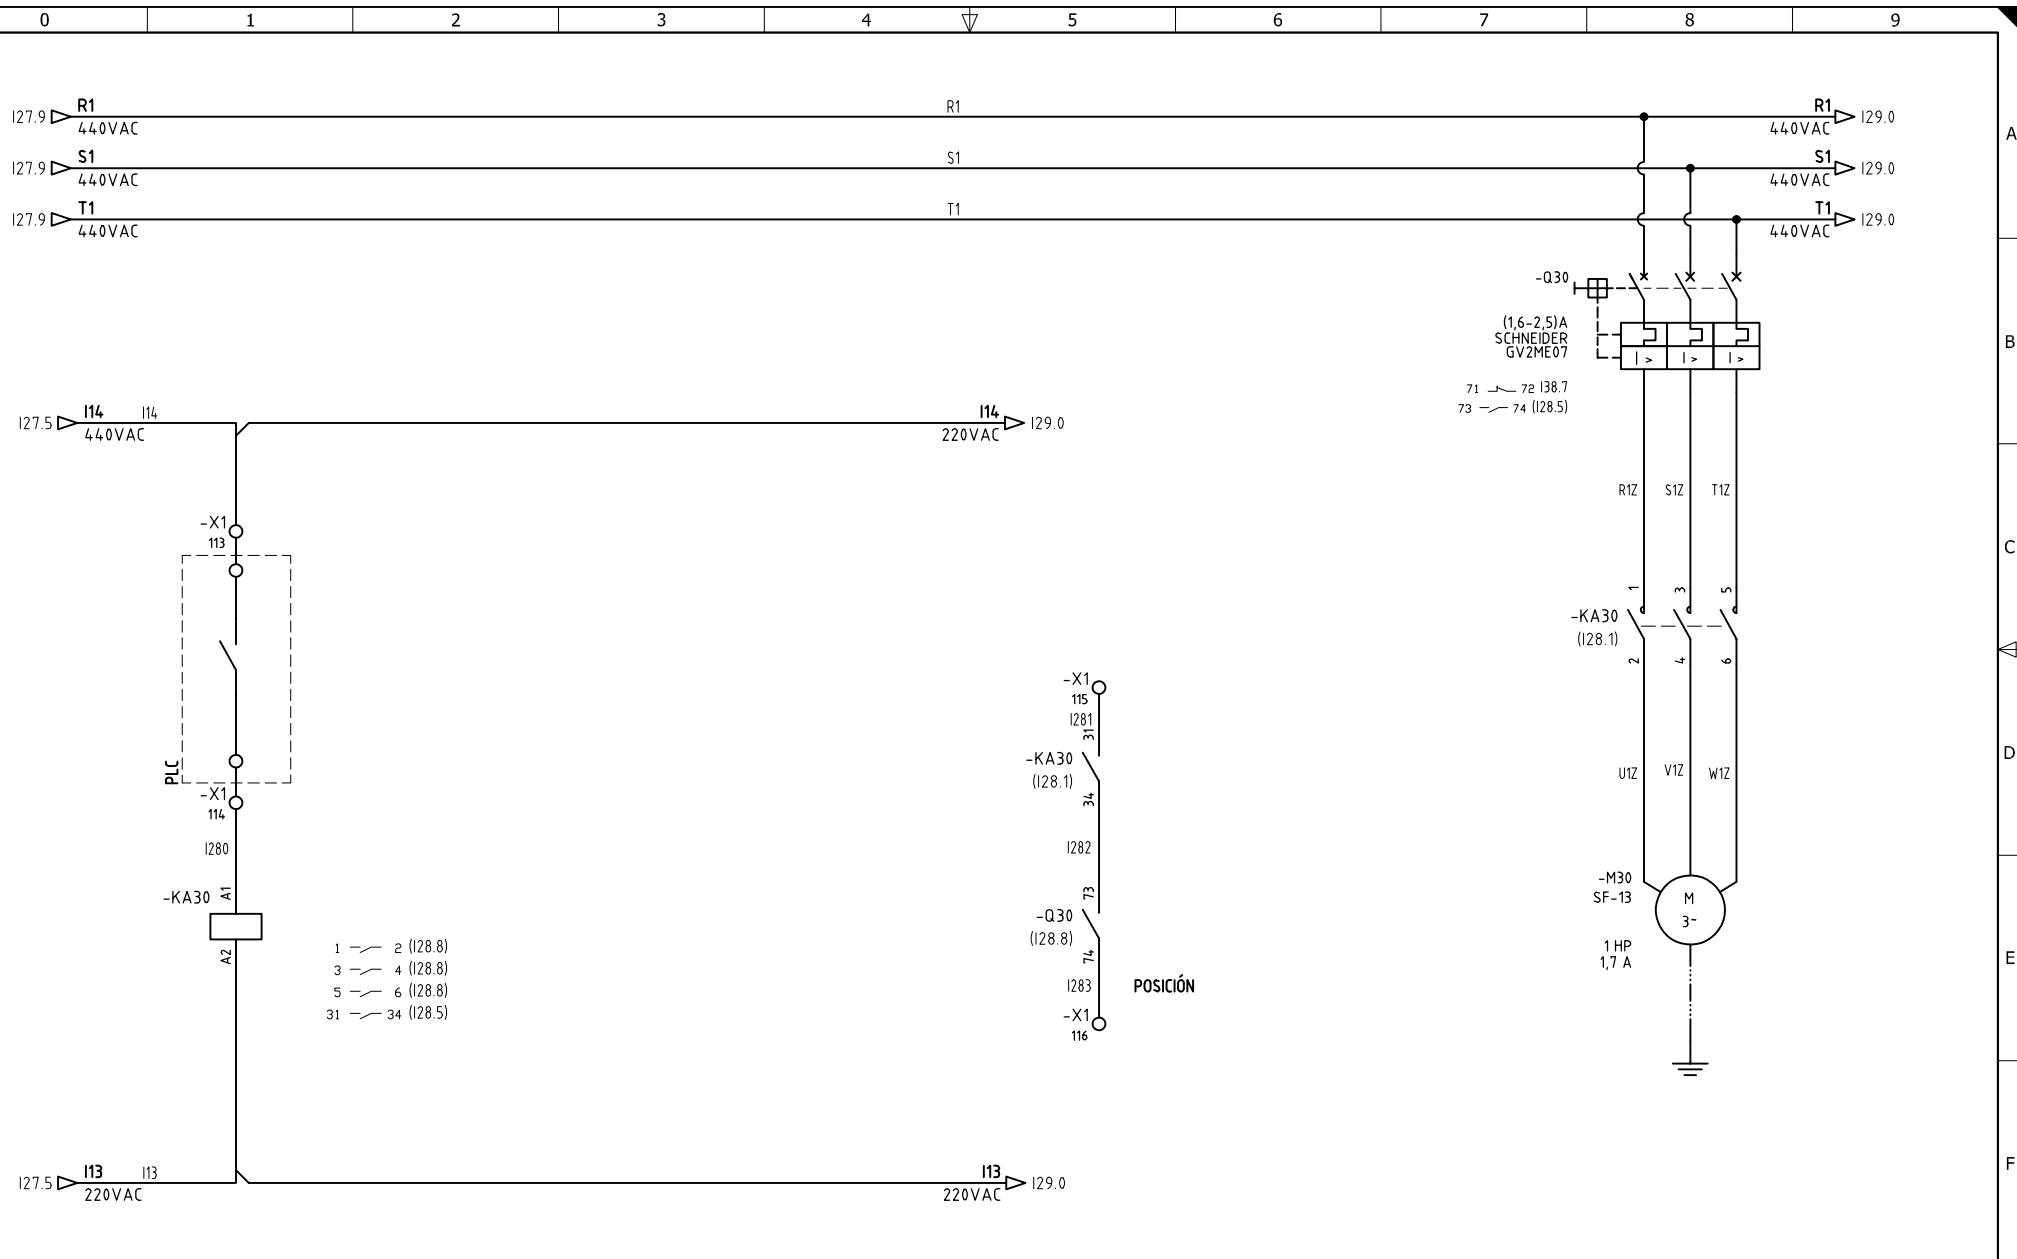 0 1 2 3 4 5 6 7 8 9
I27.9 R1 R1 R1 I29.0
440VAC 440VAC
A
I27.9 S1 S1 S1 I29.0
440VAC 440VAC
I27.9 T1 T1 T1 I29.0
440VAC 440VAC
-Q30
(1,6-2,5)A
SCHNEIDER
GV2ME07
I > I > I >
B
71 72 I38.7
73 74 (I28.5)
I27.5 I14 I14 I14 I29.0
440VAC 220VAC
R1Z S1Z T1Z
-X1
113
C
1 3 5
-KA30
(I28.1)
2 4 6
PLC
-X1
114
I280
A1
-KA30
A2
1 2 (I28.8)
3 4 (I28.8)
5 6 (I28.8)
31 34 (I28.5)
-X1
115
I281
31
-KA30
(I28.1)
34
I282
73
-Q30
(I28.8)
74
I283
POSICIÓN
-X1
116
U1Z V1Z W1Z
D
-M30
SF-13
M
3~
1 HP
1,7 A
E
I27.5 I13 I13 I13 I29.0
220VAC 220VAC
F